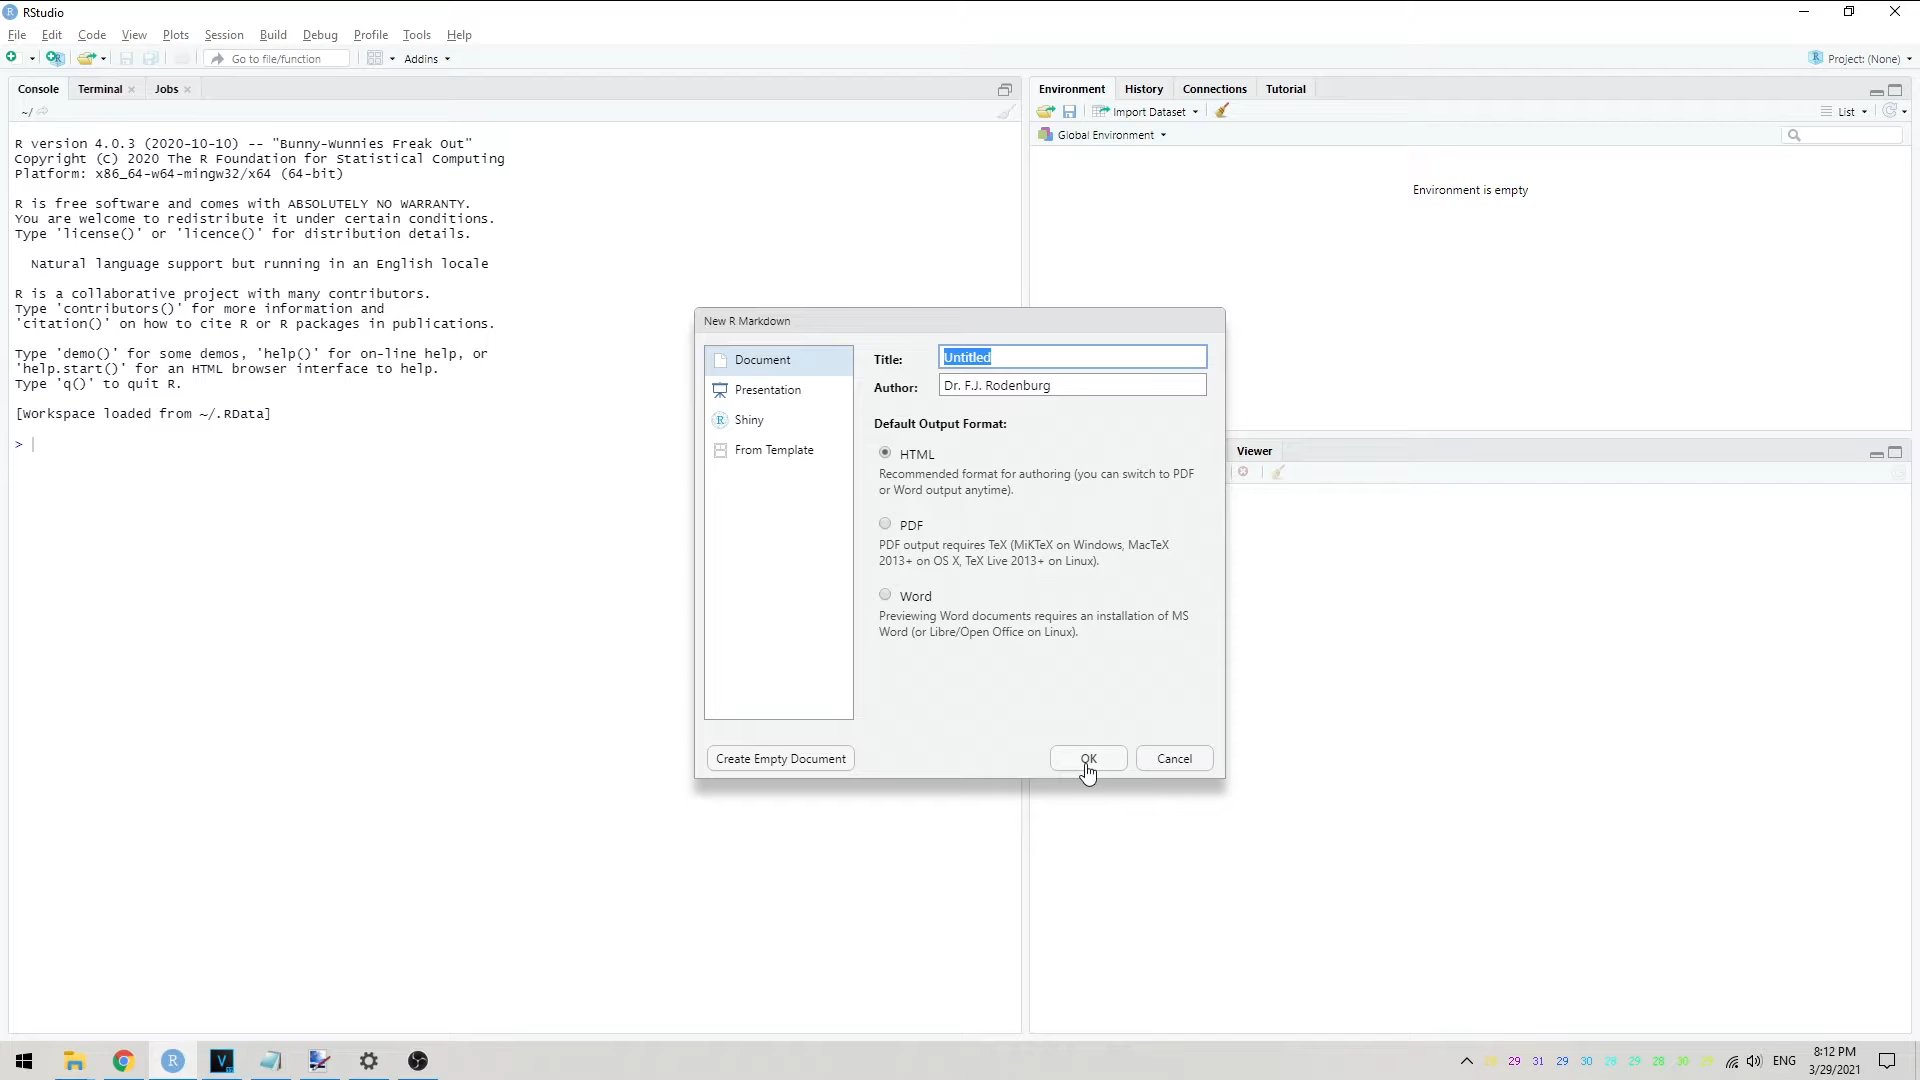 RStudio
File Edit Code View Plots Session Build Debug Profile Tools Help
Go to file/function Addins Project: (None)
Console Terminal Jobs
~/
R version 4.0.3 (2020-10-10) -- "Bunny-Wunnies Freak Out"
Copyright (C) 2020 The R Foundation for Statistical Computing
Platform: x86_64-w64-mingw32/x64 (64-bit)
R is free software and comes with ABSOLUTELY NO WARRANTY.
You are welcome to redistribute it under certain conditions.
Type 'license()' or 'licence()' for distribution details.
Natural language support but running in an English locale
R is a collaborative project with many contributors.
Type 'contributors()' for more information and
'citation()' on how to cite R or R packages in publications.
Type 'demo()' for some demos, 'help()' for on-line help, or
'help.start()' for an HTML browser interface to help.
Type 'q()' to quit R.
[Workspace loaded from ~/.RData]
>
Environment History Connections Tutorial
Import Dataset List
Global Environment
Environment is empty
New R Markdown
Document
Presentation
Shiny
From Template
Title: Untitled
Author: Dr. F.J. Rodenburg
Default Output Format:
HTML
Recommended format for authoring (you can switch to PDF
or Word output anytime).
PDF
PDF output requires TeX (MiKTeX on Windows, MacTeX
2013+ on OS X, TeX Live 2013+ on Linux).
Word
Previewing Word documents requires an installation of MS
Word (or Libre/Open Office on Linux).
Create Empty Document OK Cancel
Viewer
29 31 29 30 28 29 28 30 ENG
8:12 PM
3/29/2021